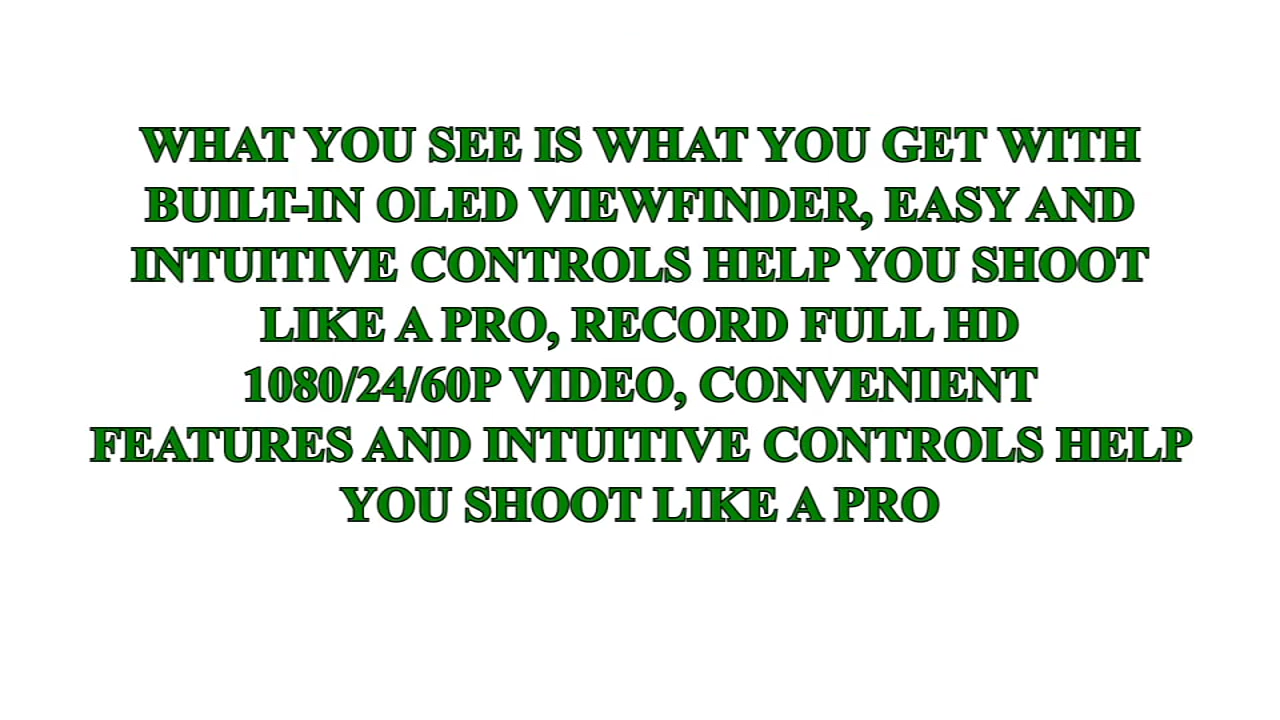 WHAT YOU SEE IS WHAT YOU GET WITH
BUILT-IN OLED VIEWFINDER, EASY AND
INTUITIVE CONTROLS HELP YOU SHOOT
LIKE A PRO, RECORD FULL HD
1080/24/60P VIDEO, CONVENIENT
FEATURES AND INTUITIVE CONTROLS HELP
YOU SHOOT LIKE A PRO